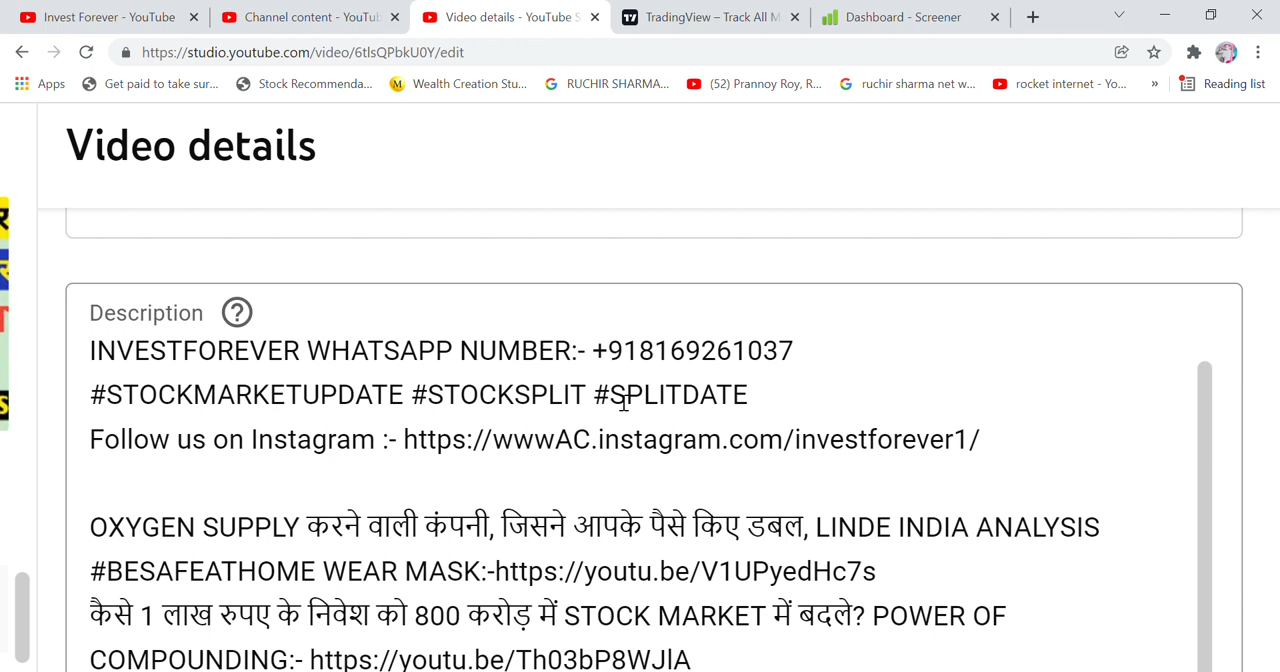 Invest Forever - YouTube
Channel content - YouTu
Video details - YouTube S
TradingView – Track All M
Dashboard - Screener
https://studio.youtube.com/video/6tIsQPbkU0Y/edit
Apps
Get paid to take sur...
Stock Recommenda...
Wealth Creation Stu...
RUCHIR SHARMA...
(52) Prannoy Roy, R...
ruchir sharma net w...
rocket internet - Yo...
»
Reading list
Video details
Description ?
INVESTFOREVER WHATSAPP NUMBER:- +918169261037
#STOCKMARKETUPDATE #STOCKSPLIT #SPLITDATE
Follow us on Instagram :- https://wwwAC.instagram.com/investforever1/
OXYGEN SUPPLY करने वाली कंपनी, जिसने आपके पैसे किए डबल, LINDE INDIA ANALYSIS
#BESAFEATHOME WEAR MASK:-https://youtu.be/V1UPyedHc7s
कैसे 1 लाख रुपए के निवेश को 800 करोड़ में STOCK MARKET में बदले? POWER OF
COMPOUNDING:- https://youtu.be/Th03bP8WJlA